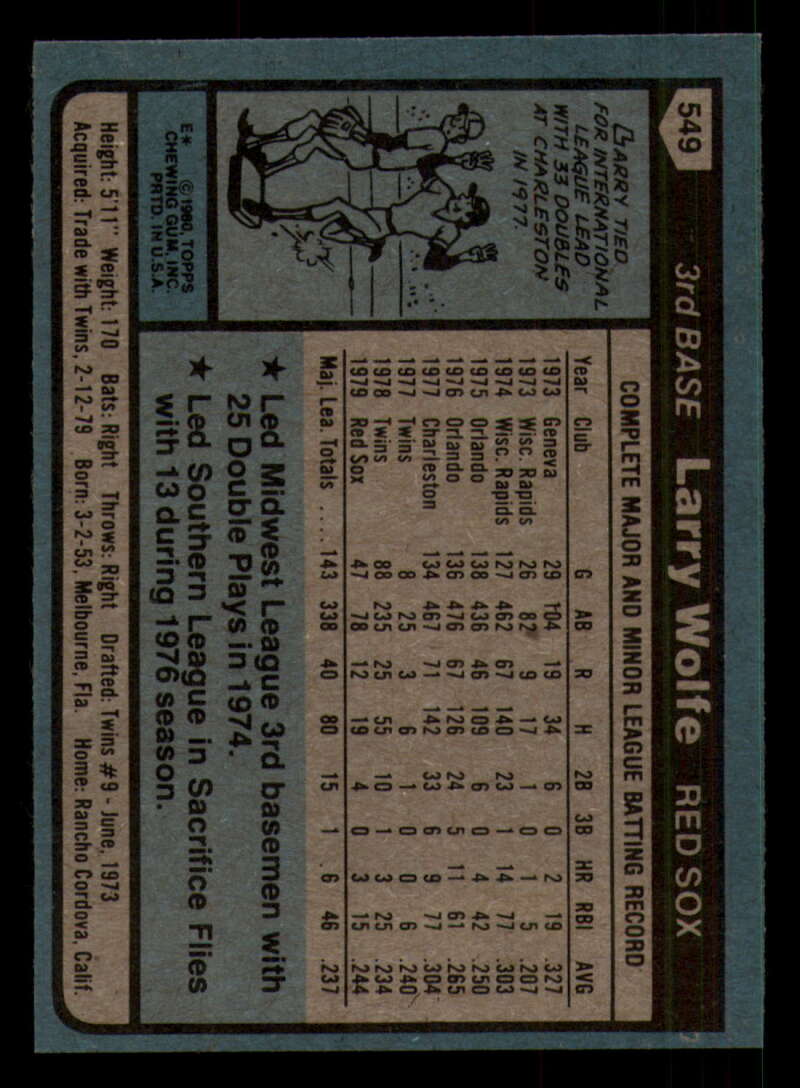 549
3rd BASE Larry Wolfe RED SOX
LARRY TIED
FOR INTERNATIONAL
LEAGUE LEAD
WITH 33 DOUBLES
AT CHARLESTON
IN 1977.
E* © 1980, TOPPS
CHEWING GUM, INC.
PRTD. IN U.S.A.
COMPLETE MAJOR AND MINOR LEAGUE BATTING RECORD
Year Club G AB R H 2B 3B HR RBI AVG
1973 Geneva 29 104 19 34 6 0 2 19 .327
1973 Wisc. Rapids 26 82 9 17 1 0 1 5 .207
1974 Wisc. Rapids 127 462 67 140 23 1 14 77 .303
1975 Orlando 138 436 46 109 6 0 4 42 .250
1976 Orlando 136 476 67 126 24 5 11 61 .265
1977 Charleston 134 467 71 142 33 6 9 77 .304
1977 Twins 8 25 3 6 1 0 0 6 .240
1978 Twins 88 235 25 55 10 1 3 25 .234
1979 Red Sox 47 78 12 19 4 0 3 15 .244
Maj. Lea. Totals .... 143 338 40 80 15 1 6 46 .237
★ Led Midwest League 3rd basemen with
25 Double Plays in 1974.
★ Led Southern League in Sacrifice Flies
with 13 during 1976 season.
Height: 5'11" Weight: 170 Bats: Right Throws: Right Drafted: Twins #9 - June, 1973
Acquired: Trade with Twins, 2-12-79 Born: 3-2-53, Melbourne, Fla. Home: Rancho Cordova, Calif.